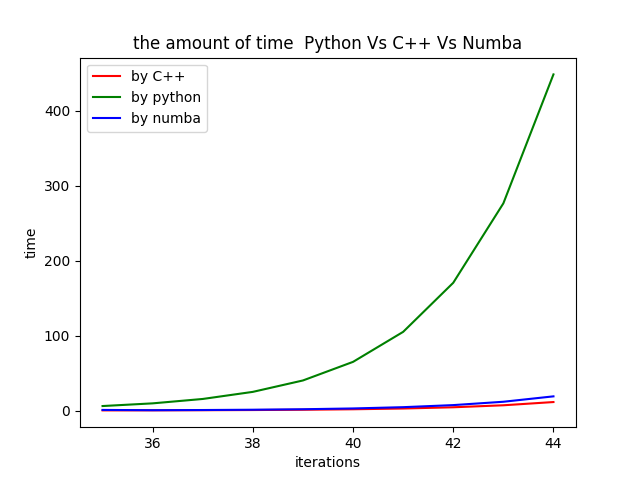 the amount of time  Python Vs C++ Vs Numba
by C++
by python
by numba
400
300
200
100
0
time
36 38 40 42 44
iterations